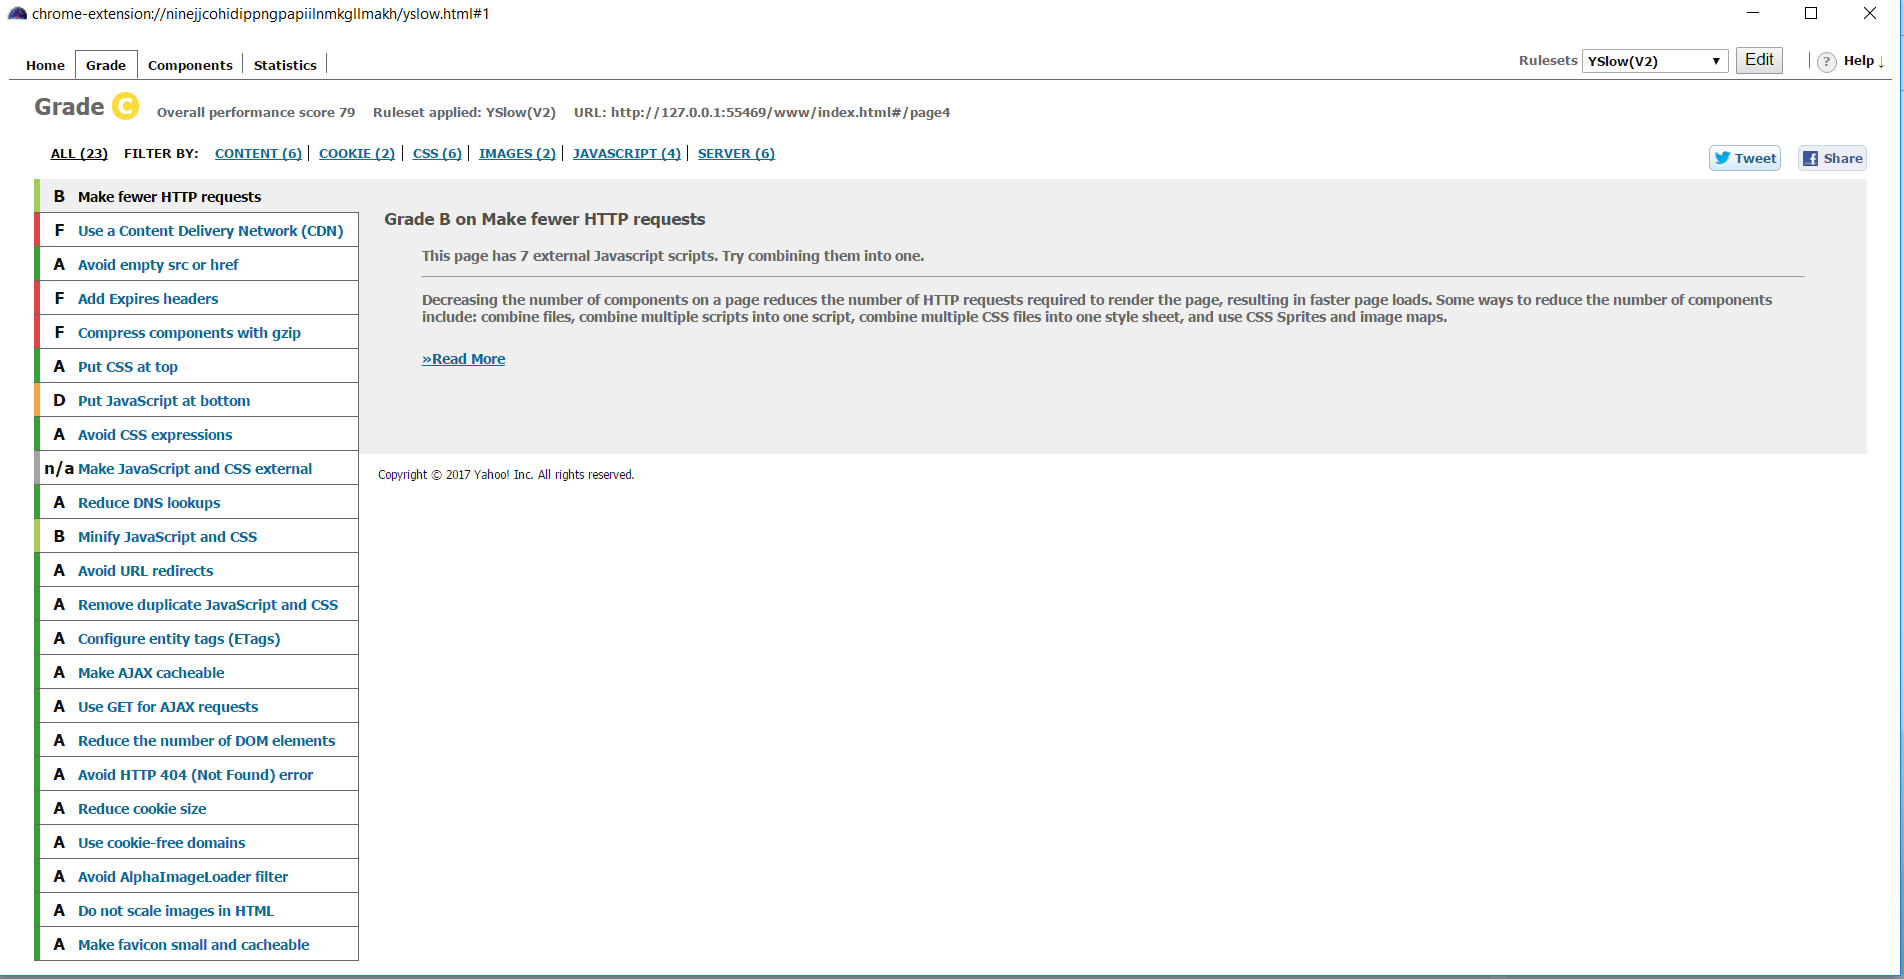 chrome-extension://ninejjcohidippngpapiilnmkgllmakh/yslow.html#1
Home Grade Components Statistics Rulesets YSlow(V2) ▼ Edit ? Help ↓
Grade C Overall performance score 79 Ruleset applied: YSlow(V2) URL: http://127.0.0.1:55469/www/index.html#/page4
ALL (23) FILTER BY: CONTENT (6) COOKIE (2) CSS (6) IMAGES (2) JAVASCRIPT (4) SERVER (6)
Tweet Share
B Make fewer HTTP requests
F Use a Content Delivery Network (CDN)
A Avoid empty src or href
F Add Expires headers
F Compress components with gzip
A Put CSS at top
D Put JavaScript at bottom
A Avoid CSS expressions
n/a Make JavaScript and CSS external
A Reduce DNS lookups
B Minify JavaScript and CSS
A Avoid URL redirects
A Remove duplicate JavaScript and CSS
A Configure entity tags (ETags)
A Make AJAX cacheable
A Use GET for AJAX requests
A Reduce the number of DOM elements
A Avoid HTTP 404 (Not Found) error
A Reduce cookie size
A Use cookie-free domains
A Avoid AlphaImageLoader filter
A Do not scale images in HTML
A Make favicon small and cacheable
Grade B on Make fewer HTTP requests
This page has 7 external Javascript scripts. Try combining them into one.
Decreasing the number of components on a page reduces the number of HTTP requests required to render the page, resulting in faster page loads. Some ways to reduce the number of components
include: combine files, combine multiple scripts into one script, combine multiple CSS files into one style sheet, and use CSS Sprites and image maps.
»Read More
Copyright © 2017 Yahoo! Inc. All rights reserved.